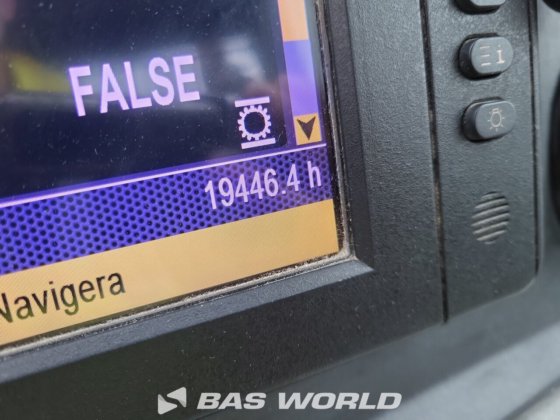 FALSE
19446.4 h
Navigera
BAS WORLD